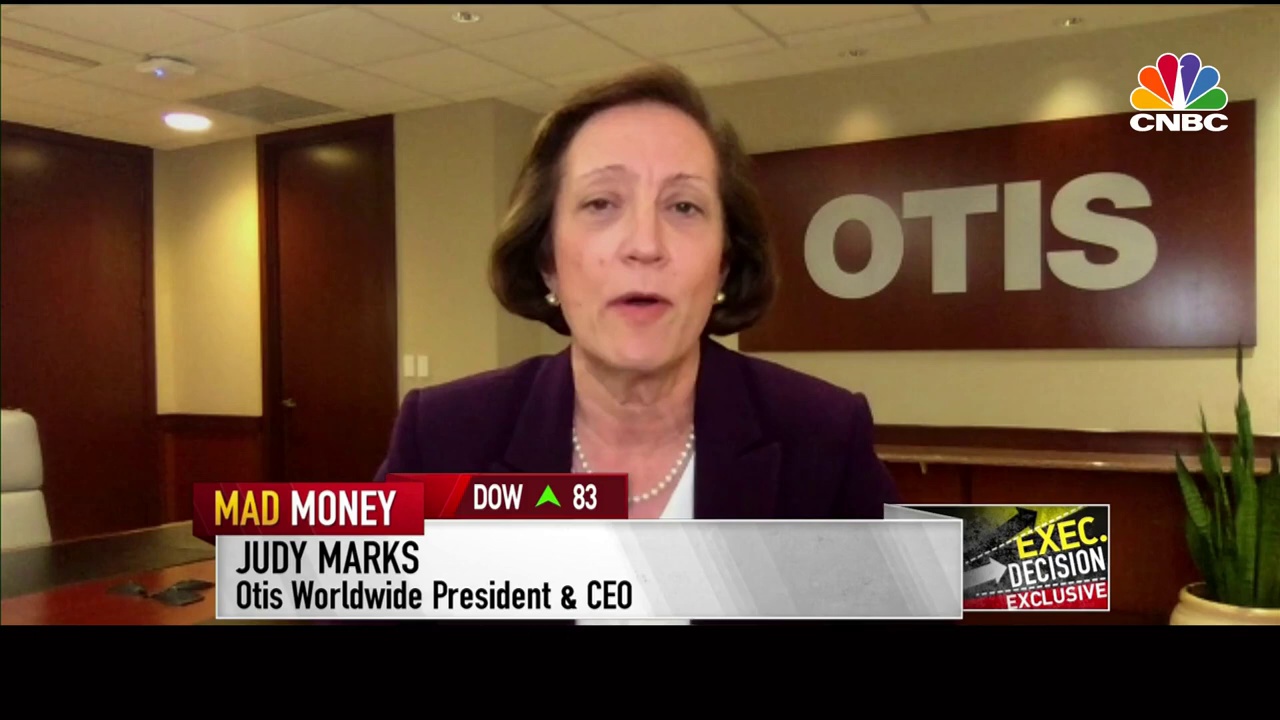 CNBC
OTIS
DOW 83
MAD MONEY
JUDY MARKS
Otis Worldwide President & CEO
EXEC.
DECISION
EXCLUSIVE